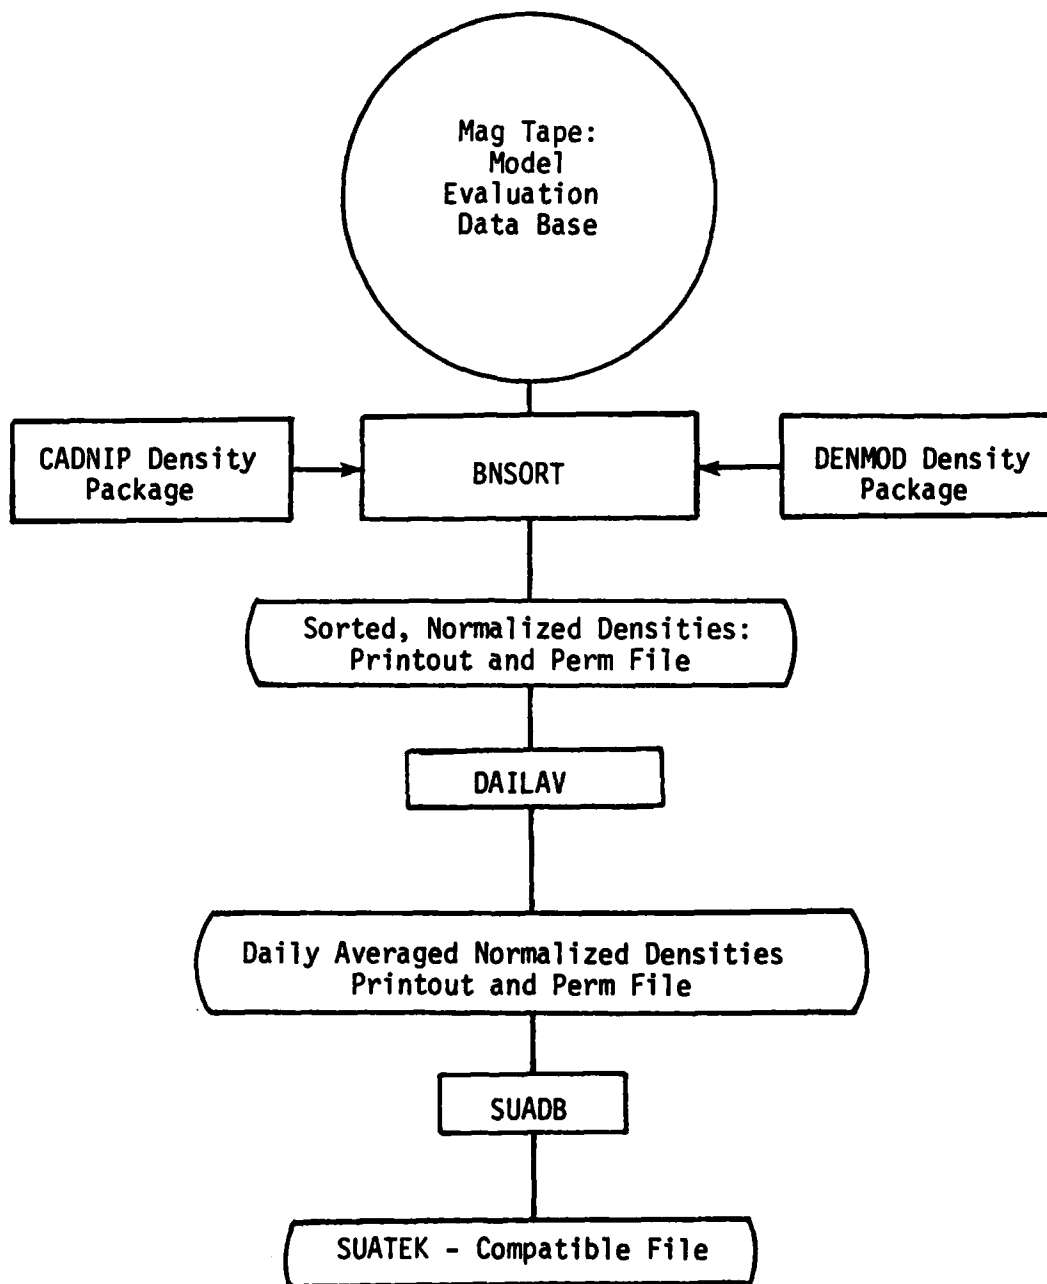 Mag Tape:
Model
Evaluation
Data Base
CADNIP Density
Package
BNSORT
DENMOD Density
Package
Sorted, Normalized Densities:
Printout and Perm File
DAILAV
Daily Averaged Normalized Densities
Printout and Perm File
SUADB
SUATEK - Compatible File